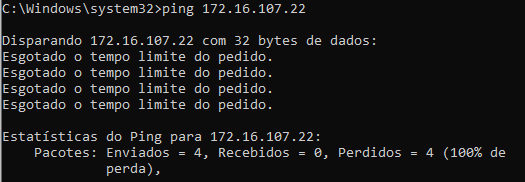 C:\Windows\system32>ping 172.16.107.22
Disparando 172.16.107.22 com 32 bytes de dados:
Esgotado o tempo limite do pedido.
Esgotado o tempo limite do pedido.
Esgotado o tempo limite do pedido.
Esgotado o tempo limite do pedido.
Estatísticas do Ping para 172.16.107.22:
Pacotes: Enviados = 4, Recebidos = 0, Perdidos = 4 (100% de
perda),